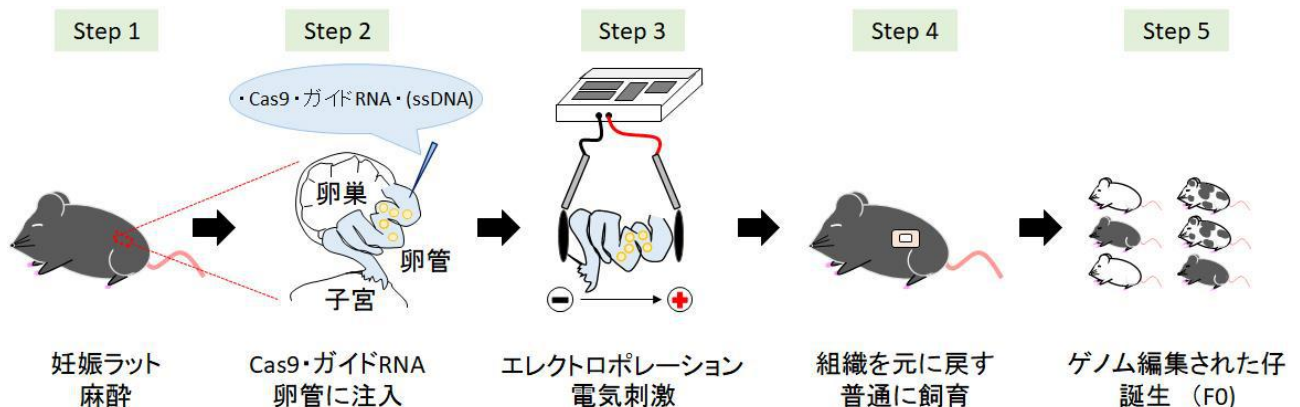 Step 1
Step 2
Step 3
Step 4
Step 5
・Cas9・ガイドRNA・(ssDNA)
卵巣
卵管
子宮
妊娠ラット
麻酔
Cas9・ガイドRNA
卵管に注入
エレクトロポレーション
電気刺激
組織を元に戻す
普通に飼育
ゲノム編集された仔
誕生 （F0)